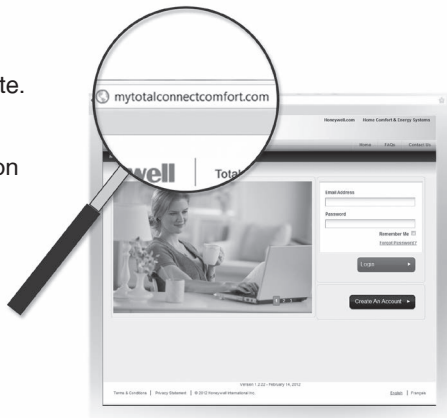 te.
on
mytotalconnectcomfort.com
well | Total
Honeywell.com Home Comfort & Energy Systems
Home FAQs Contact Us
Email Address
Password
Remember Me
Forgot Password?
Login
Create An Account
Version 1.2.22 - February 14, 2012
Terms & Conditions | Privacy Statement | © 2012 Honeywell International Inc.
English | Français